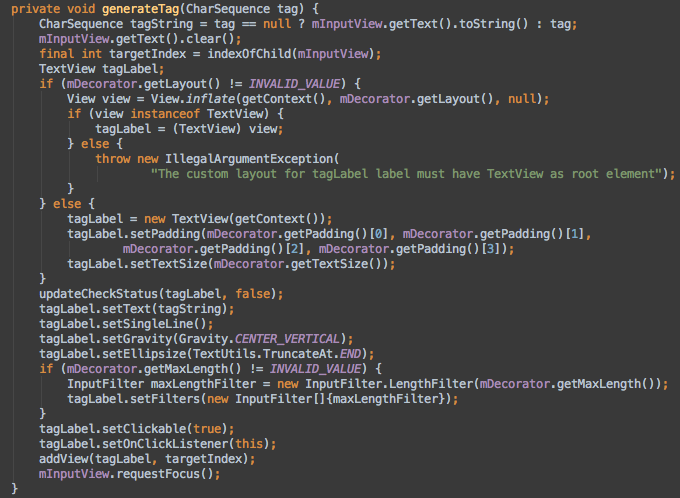 private void generateTag(CharSequence tag) {
    CharSequence tagString = tag == null ? mInputView.getText().toString() : tag;
    mInputView.getText().clear();
    final int targetIndex = indexOfChild(mInputView);
    TextView tagLabel;
    if (mDecorator.getLayout() != INVALID_VALUE) {
        View view = View.inflate(getContext(), mDecorator.getLayout(), null);
        if (view instanceof TextView) {
            tagLabel = (TextView) view;
        } else {
            throw new IllegalArgumentException(
                    "The custom layout for tagLabel label must have TextView as root element");
        }
    } else {
        tagLabel = new TextView(getContext());
        tagLabel.setPadding(mDecorator.getPadding()[0], mDecorator.getPadding()[1],
                mDecorator.getPadding()[2], mDecorator.getPadding()[3]);
        tagLabel.setTextSize(mDecorator.getTextSize());
    }
    updateCheckStatus(tagLabel, false);
    tagLabel.setText(tagString);
    tagLabel.setSingleLine();
    tagLabel.setGravity(Gravity.CENTER_VERTICAL);
    tagLabel.setEllipsize(TextUtils.TruncateAt.END);
    if (mDecorator.getMaxLength() != INVALID_VALUE) {
        InputFilter maxLengthFilter = new InputFilter.LengthFilter(mDecorator.getMaxLength());
        tagLabel.setFilters(new InputFilter[]{maxLengthFilter});
    }
    tagLabel.setClickable(true);
    tagLabel.setOnClickListener(this);
    addView(tagLabel, targetIndex);
    mInputView.requestFocus();
}